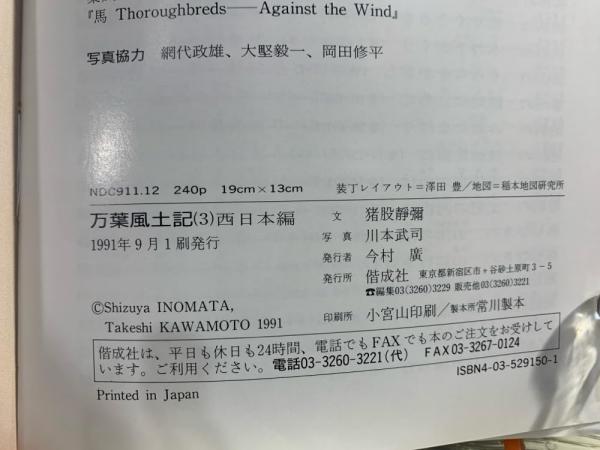 『馬 Thoroughbreds——Against the Wind』
写真協力 網代政雄、大堅毅一、岡田修平
NDC911.12 240p 19cm×13cm 装丁レイアウト＝澤田 豊／地図＝稲本地図研究所
万葉風土記(3)西日本編
1991年9月1刷発行
文 猪股靜彌
写真 川本武司
発行者 今村 廣
発行所 偕成社 東京都新宿区市ヶ谷砂土原町3-5
☎編集03(3260)3229 販売他03(3260)3221
印刷所 小宮山印刷／製本所 常川製本
©Shizuya INOMATA,
Takeshi KAWAMOTO 1991
偕成社は、平日も休日も24時間、電話でもFAXでも本のご注文をお受けして
います。ご利用ください。電話03-3260-3221(代) FAX03-3267-0124
ISBN4-03-529150-1
Printed in Japan